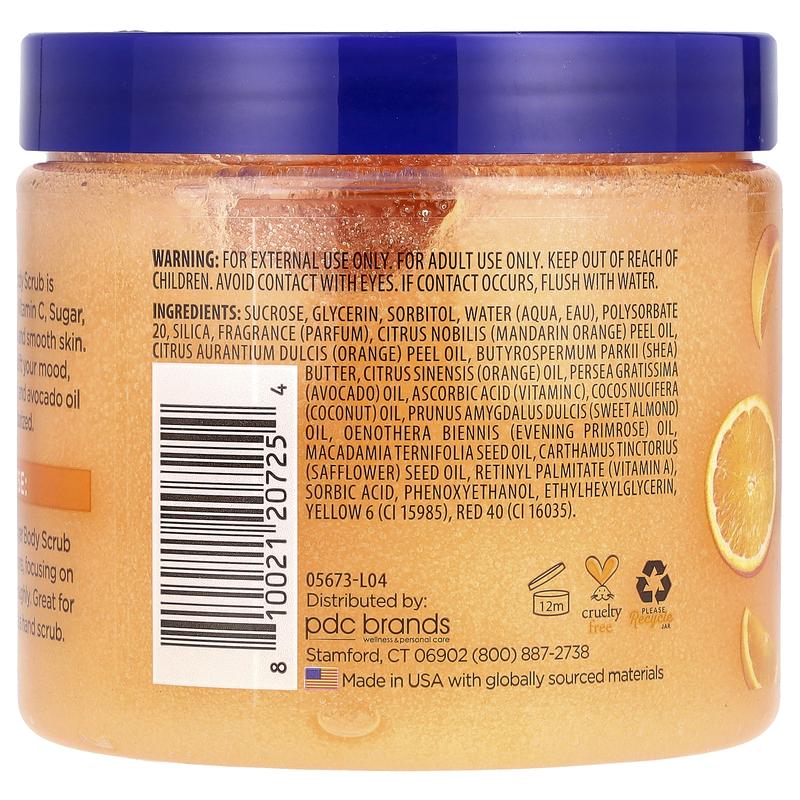 Scrub is
Vitamin C, Sugar,
and smooth skin.
your mood,
and avocado oil
Body Scrub
focusing on
Great for
hand scrub.
WARNING: FOR EXTERNAL USE ONLY. FOR ADULT USE ONLY. KEEP OUT OF REACH OF
CHILDREN. AVOID CONTACT WITH EYES. IF CONTACT OCCURS, FLUSH WITH WATER.
INGREDIENTS: SUCROSE, GLYCERIN, SORBITOL, WATER (AQUA, EAU), POLYSORBATE
20, SILICA, FRAGRANCE (PARFUM), CITRUS NOBILIS (MANDARIN ORANGE) PEEL OIL,
CITRUS AURANTIUM DULCIS (ORANGE) PEEL OIL, BUTYROSPERMUM PARKII (SHEA)
BUTTER, CITRUS SINENSIS (ORANGE) OIL, PERSEA GRATISSIMA
(AVOCADO) OIL, ASCORBIC ACID (VITAMIN C), COCOS NUCIFERA
(COCONUT) OIL, PRUNUS AMYGDALUS DULCIS (SWEET ALMOND)
OIL, OENOTHERA BIENNIS (EVENING PRIMROSE) OIL,
MACADAMIA TERNIFOLIA SEED OIL, CARTHAMUS TINCTORIUS
(SAFFLOWER) SEED OIL, RETINYL PALMITATE (VITAMIN A),
SORBIC ACID, PHENOXYETHANOL, ETHYLHEXYLGLYCERIN,
YELLOW 6 (CI 15985), RED 40 (CI 16035).
8 10021 20725 4
05673-L04
Distributed by:
pdc brands
wellness & personal care
Stamford, CT 06902 (800) 887-2738
Made in USA with globally sourced materials
12m
cruelty
free
PLEASE
Recycle
JAR